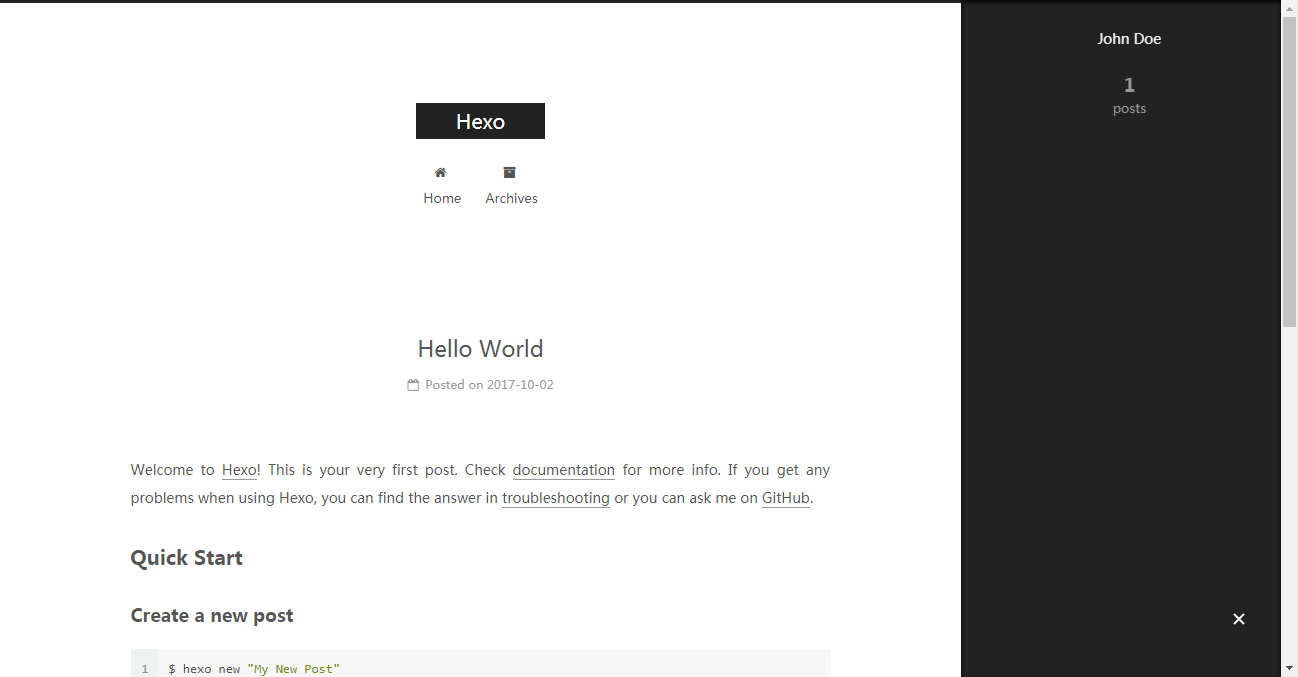 Hexo
Home
Archives
Hello World
Posted on 2017-10-02
Welcome to Hexo! This is your very first post. Check documentation for more info. If you get any
problems when using Hexo, you can find the answer in troubleshooting or you can ask me on GitHub.
Quick Start
Create a new post
1 $ hexo new "My New Post"
John Doe
1
posts